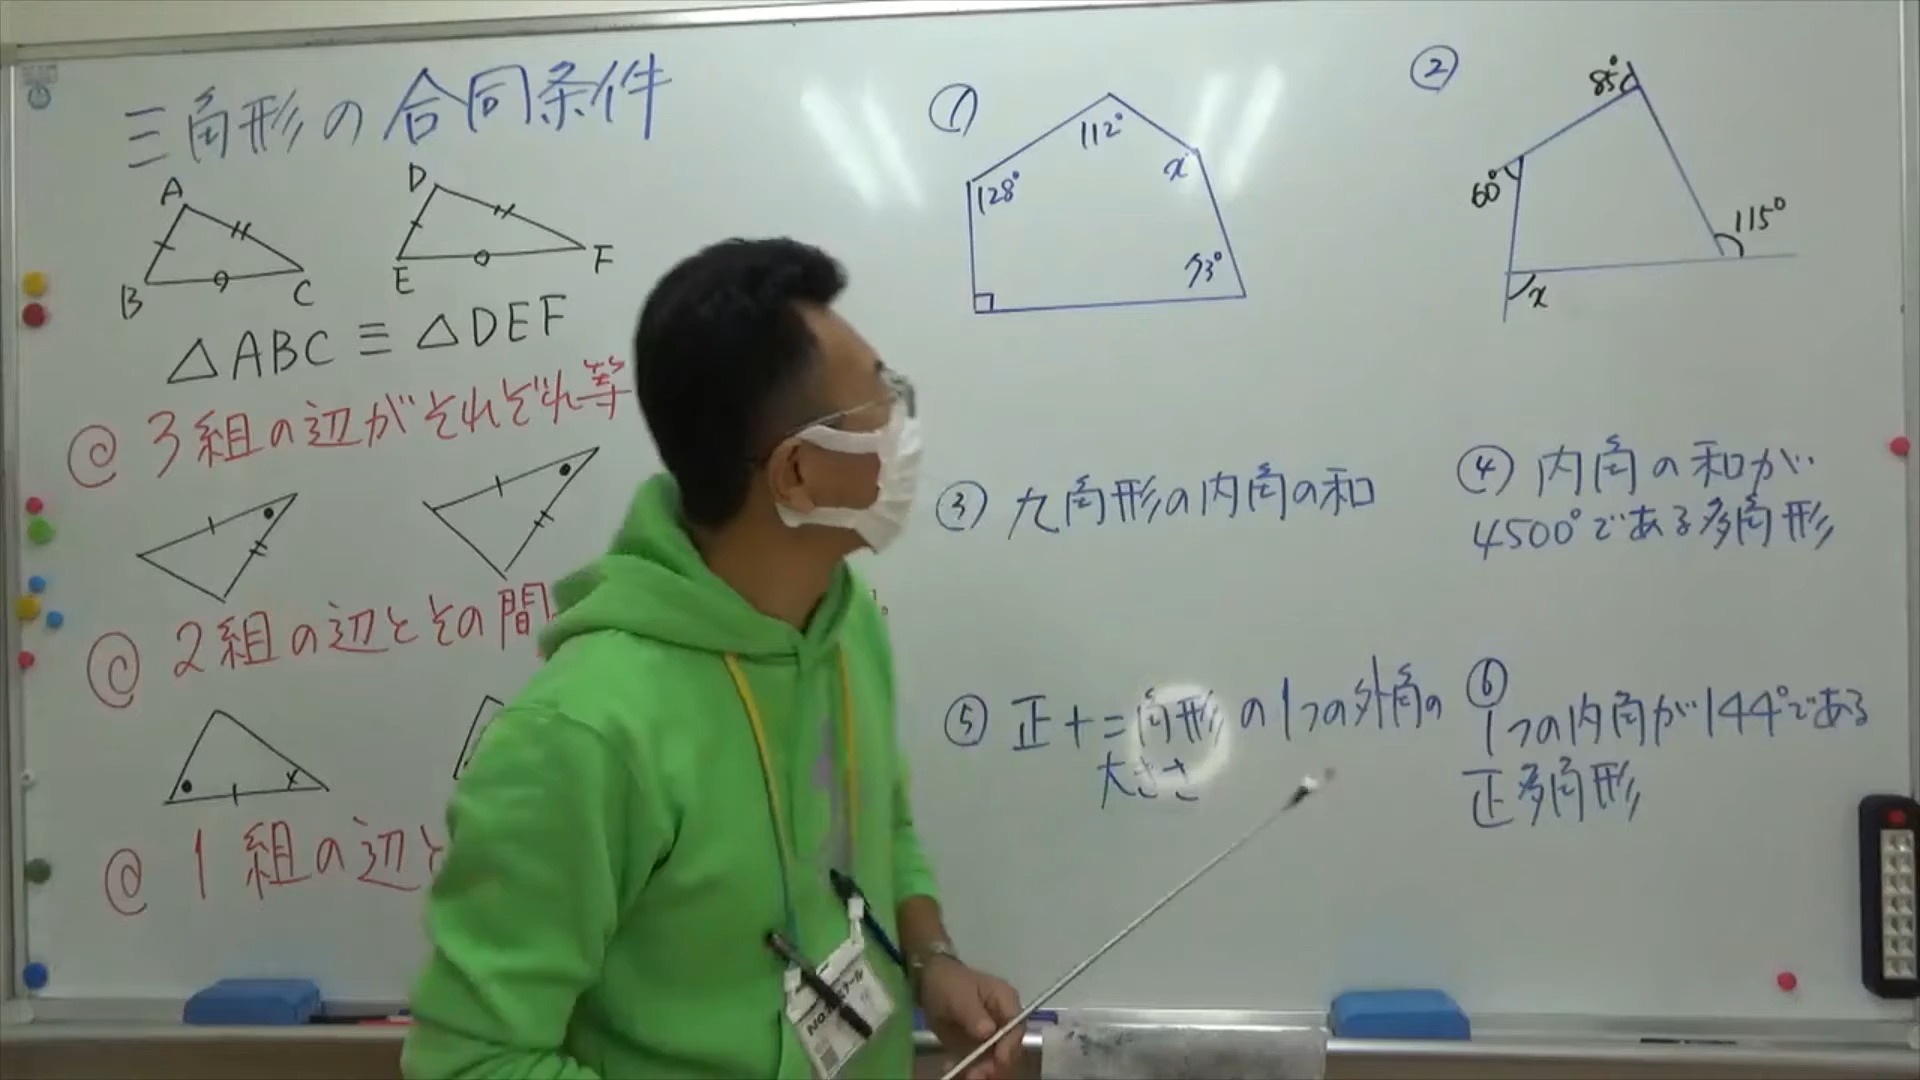 三角形の合同条件
A
B
C
D
E
F
△ABC ≡ △DEF
@ 3組の辺がそれぞれ等
@ 2組の辺とその間
@ 1組の辺と
①
112°
128°
x
93°
②
85°
60°
115°
x
③ 九角形の内角の和
④ 内角の和が
4500°である多角形
⑤ 正十二角形の1つの外角の
大きさ
⑥
1つの内角が144°である
正多角形